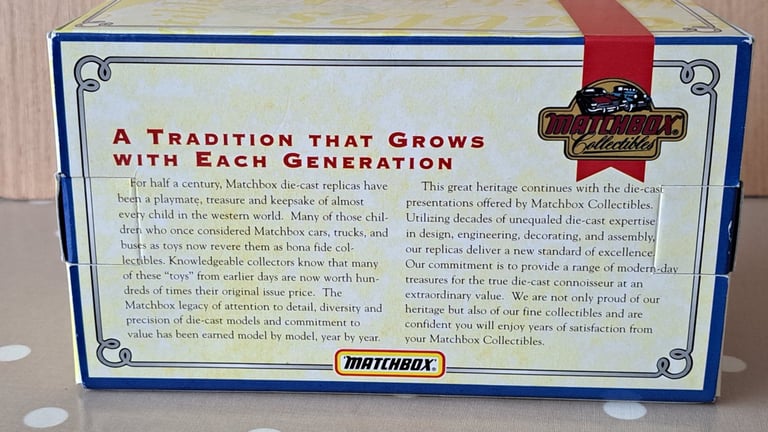 MATCHBOX®
Collectibles
A TRADITION THAT GROWS
WITH EACH GENERATION
For half a century, Matchbox die-cast replicas have
been a playmate, treasure and keepsake of almost
every child in the western world. Many of those chil-
dren who once considered Matchbox cars, trucks, and
buses as toys now revere them as bona fide col-
lectibles. Knowledgeable collectors know that many
of these "toys" from earlier days are now worth hun-
dreds of times their original issue price. The
Matchbox legacy of attention to detail, diversity and
precision of die-cast models and commitment to
value has been earned model by model, year by year.
This great heritage continues with the die-cast
presentations offered by Matchbox Collectibles.
Utilizing decades of unequaled die-cast expertise
in design, engineering, decorating, and assembly,
our replicas deliver a new standard of excellence.
Our commitment is to provide a range of modern-day
treasures for the true die-cast connoisseur at an
extraordinary value. We are not only proud of our
heritage but also of our fine collectibles and are
confident you will enjoy years of satisfaction from
your Matchbox Collectibles.
MATCHBOX®